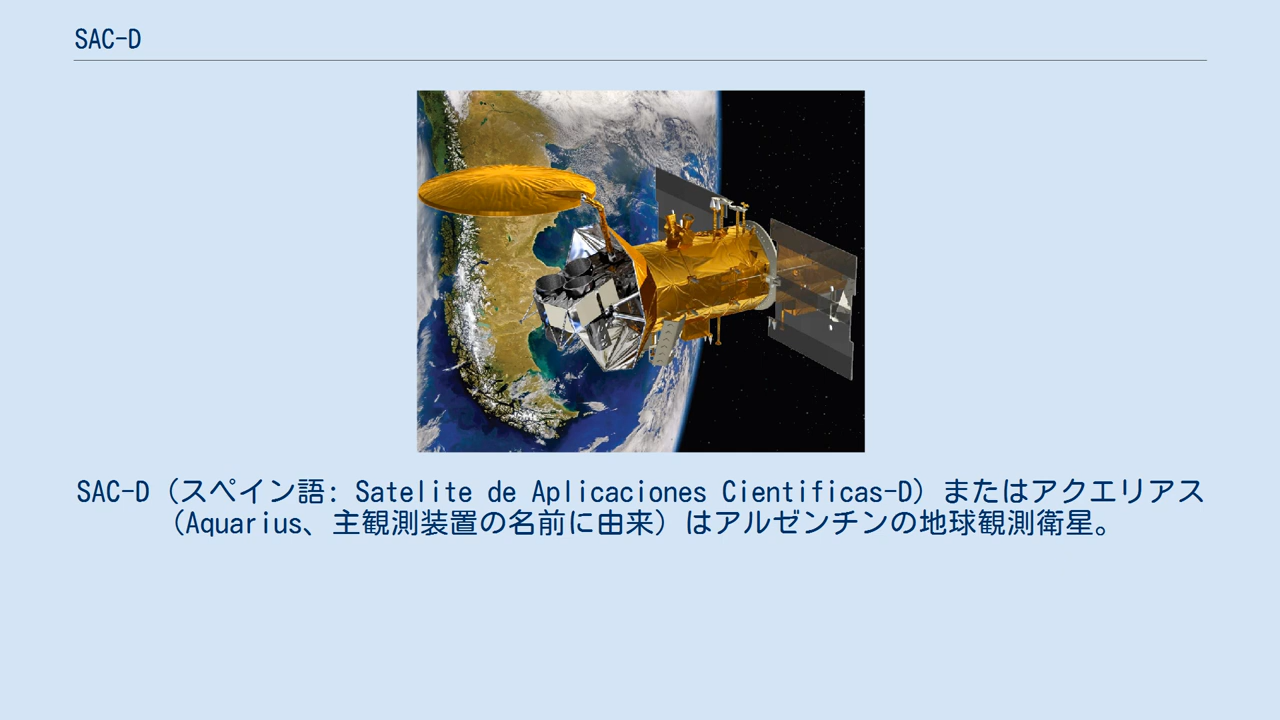 SAC-D
SAC-D（スペイン語: Satelite de Aplicaciones Cientificas-D）またはアクエリアス
（Aquarius、主観測装置の名前に由来）はアルゼンチンの地球観測衛星。